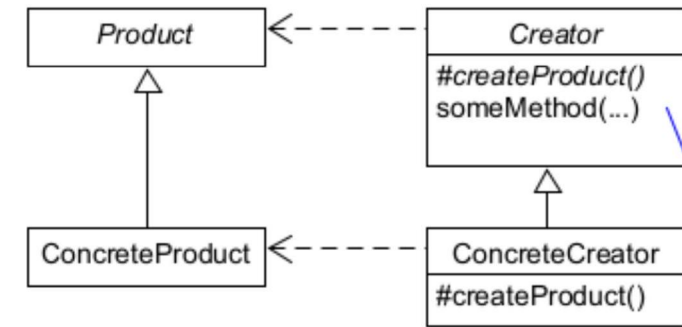 Product
Creator
#createProduct()
someMethod(...)
ConcreteProduct
ConcreteCreator
#createProduct()